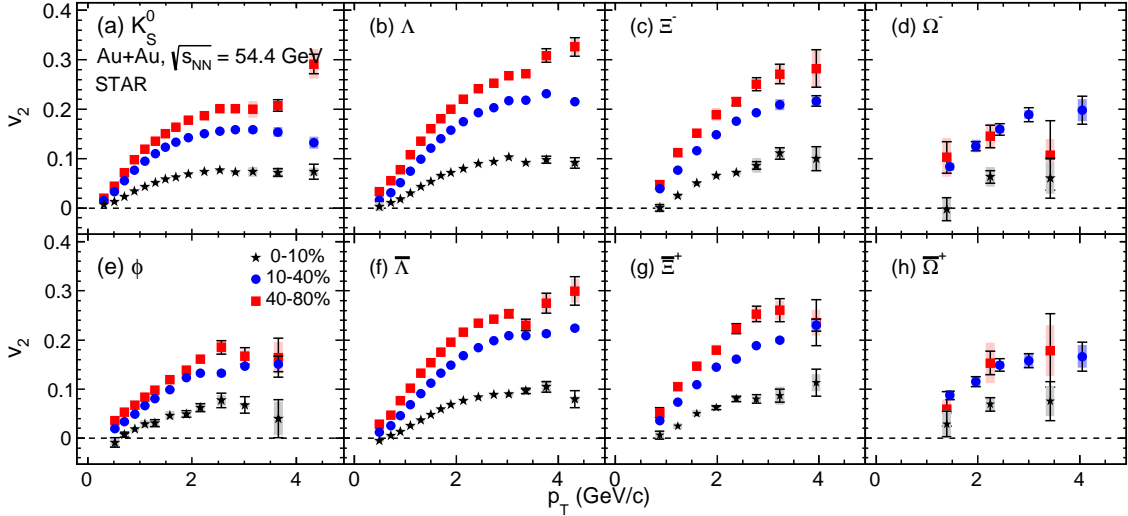 (a) K⁰_S
Au+Au, √s_NN = 54.4 GeV
STAR
(b) Λ
(c) Ξ⁻
(d) Ω⁻
v₂
0.4
0.3
0.2
0.1
0
(e) ϕ
★ 0-10%
● 10-40%
■ 40-80%
(f) Λ̅
(g) Ξ̅⁺
(h) Ω̅⁺
v₂
0.4
0.3
0.2
0.1
0
0 2 4 0 2 4 0 2 4 0 2 4
p_T (GeV/c)